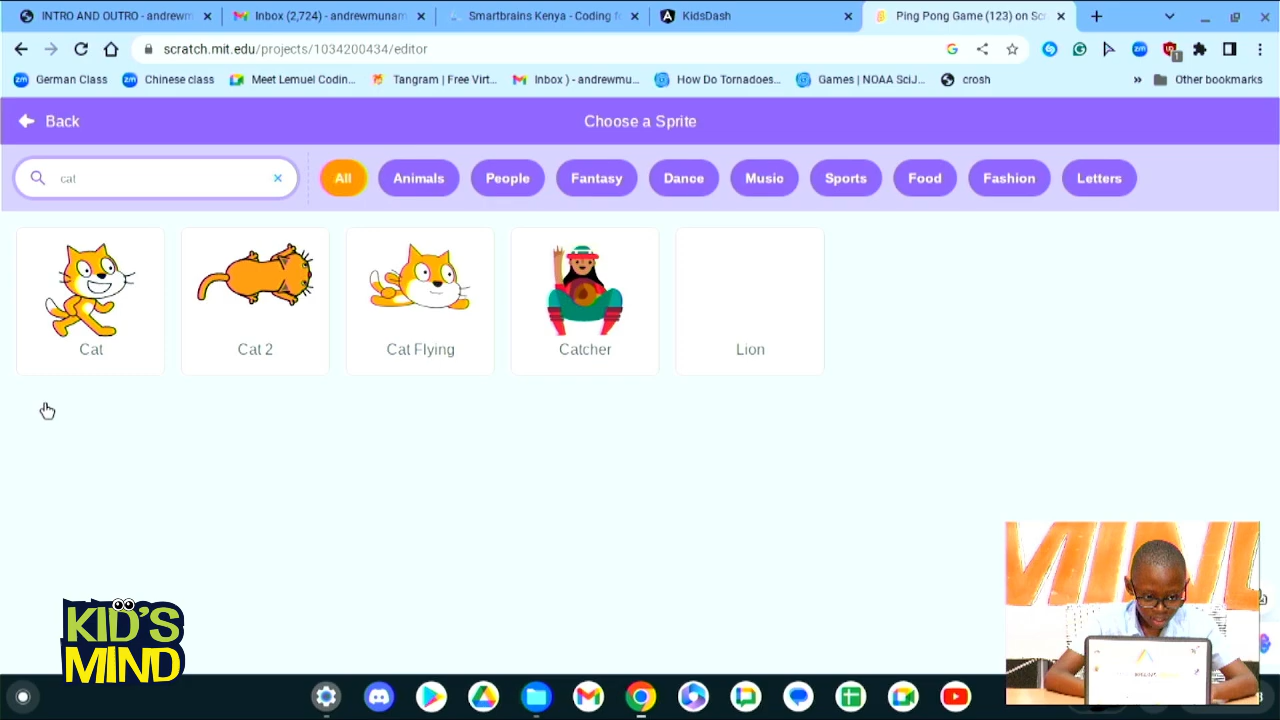 INTRO AND OUTRO - andrewm
Inbox (2,724) - andrewmunam
Smartbrains Kenya - Coding fo
KidsDash
Ping Pong Game (123) on Scr
scratch.mit.edu/projects/1034200434/editor
German Class
Chinese class
Meet Lemuel Codin...
Tangram | Free Virt...
Inbox ) - andrewmu...
How Do Tornadoes...
Games | NOAA SciJ...
crosh
»
Other bookmarks
Back
Choose a Sprite
cat
All
Animals
People
Fantasy
Dance
Music
Sports
Food
Fashion
Letters
Cat
Cat 2
Cat Flying
Catcher
Lion
KID'S
MIND